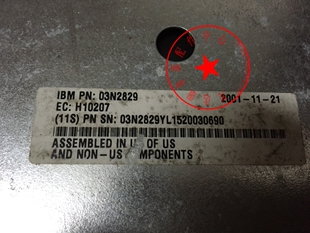 IBM PN: 03N2829 2001-11-21
EC: H10207
(11S) PN SN: 03N2829YL1520030690
ASSEMBLED IN OF US
AND NON-US